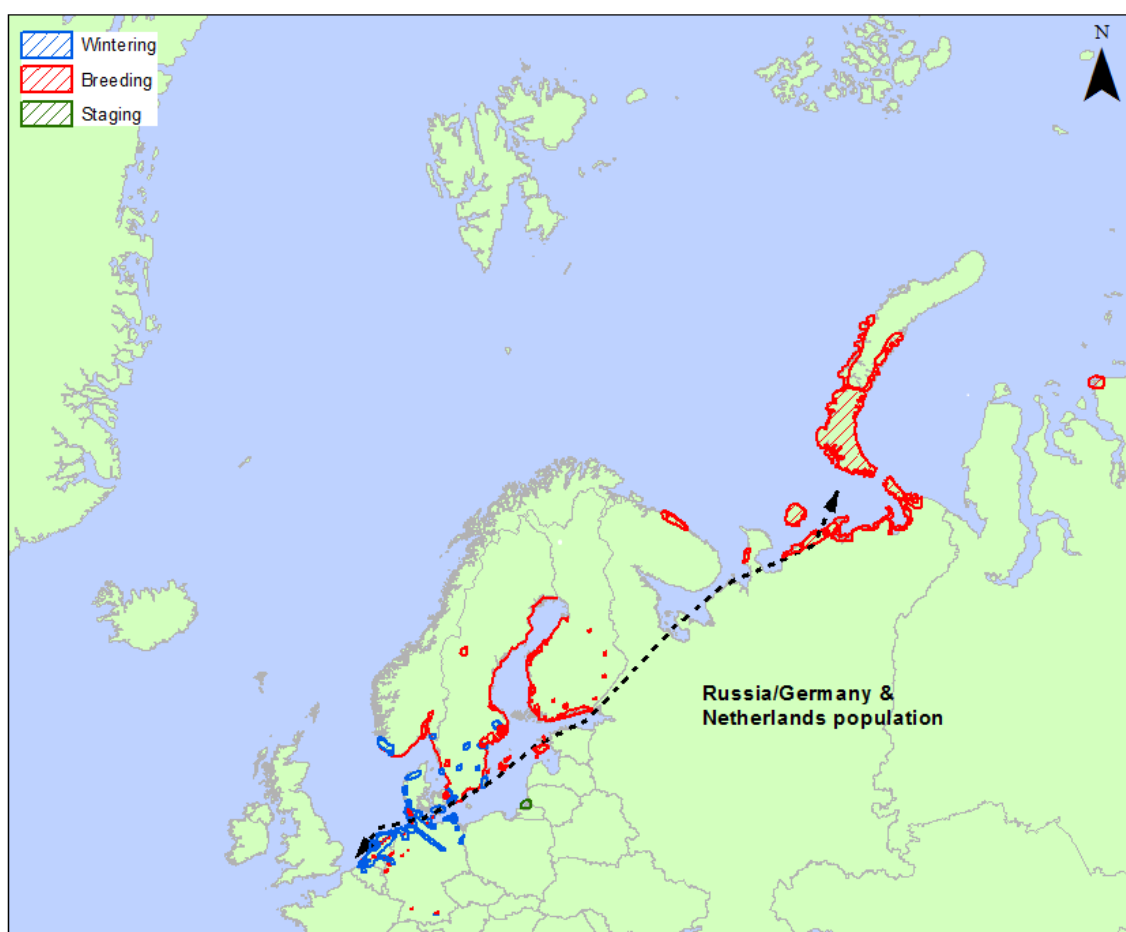 Wintering
Breeding
Staging
N
Russia/Germany &
Netherlands population